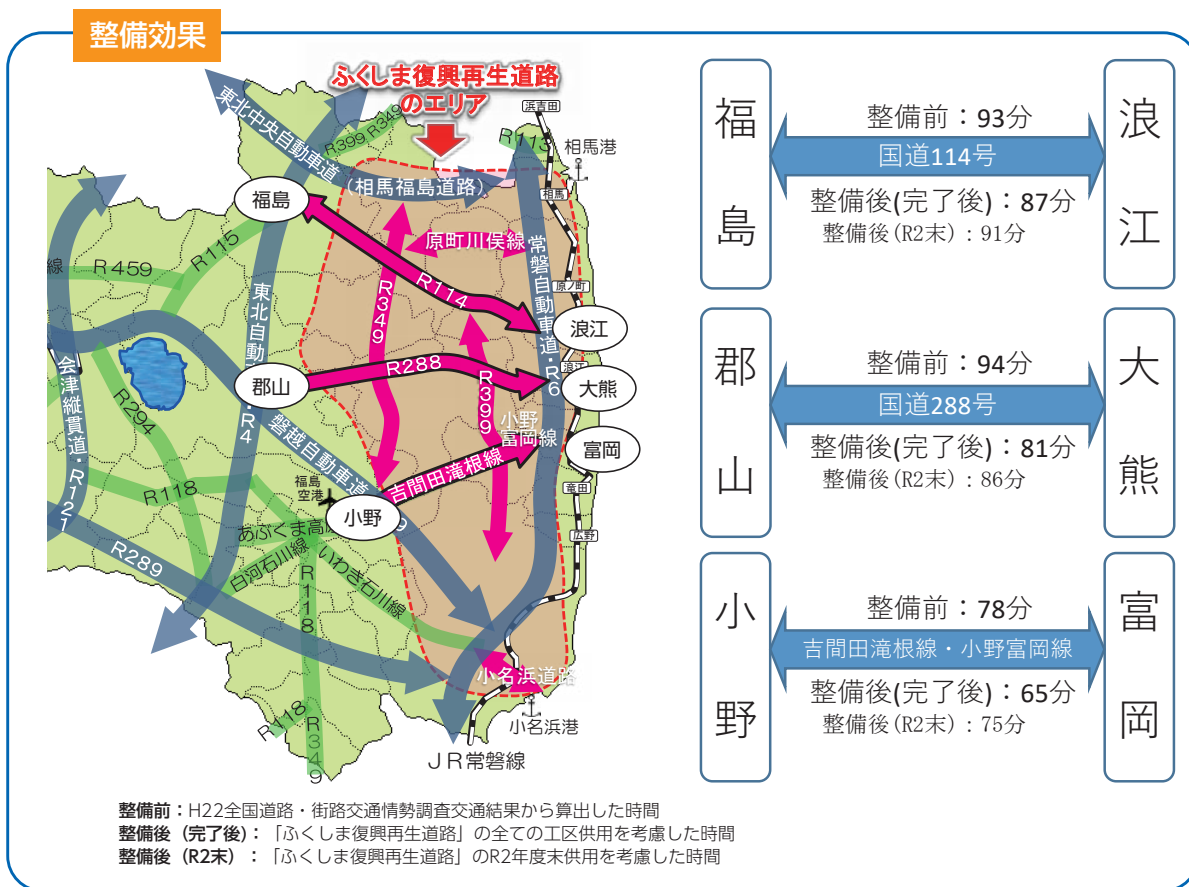 整備効果
ふくしま復興再生道路
のエリア
東北中央自動車道
(相馬福島道路)
R399
R349
R113
浜吉田
相馬港
相馬
福島
原町川俣線
常磐自動車道・R6
原ノ町
線
R459
R115
R114
R349
東北自動
・R4
浪江
浪江
郡山
R288
大熊
R399
小野
富岡線
富岡
会津縦貫道・R121
R294
磐越自動車道
9
吉間田滝根線
竜田
R118
福島
空港
小野
広野
あぶくま高
白河石川線
いわき石川線
R289
R118
小名浜道路
小名浜港
R118
R349
JR常磐線
福島
浪江
整備前：93分
国道114号
整備後(完了後)：87分
整備後(R2末)：91分
郡山
大熊
整備前：94分
国道288号
整備後(完了後)：81分
整備後(R2末)：86分
小野
富岡
整備前：78分
吉間田滝根線・小野富岡線
整備後(完了後)：65分
整備後(R2末)：75分
整備前：H22全国道路・街路交通情勢調査交通結果から算出した時間
整備後（完了後)：「ふくしま復興再生道路」の全ての工区供用を考慮した時間
整備後（R2末）：「ふくしま復興再生道路」のR2年度末供用を考慮した時間